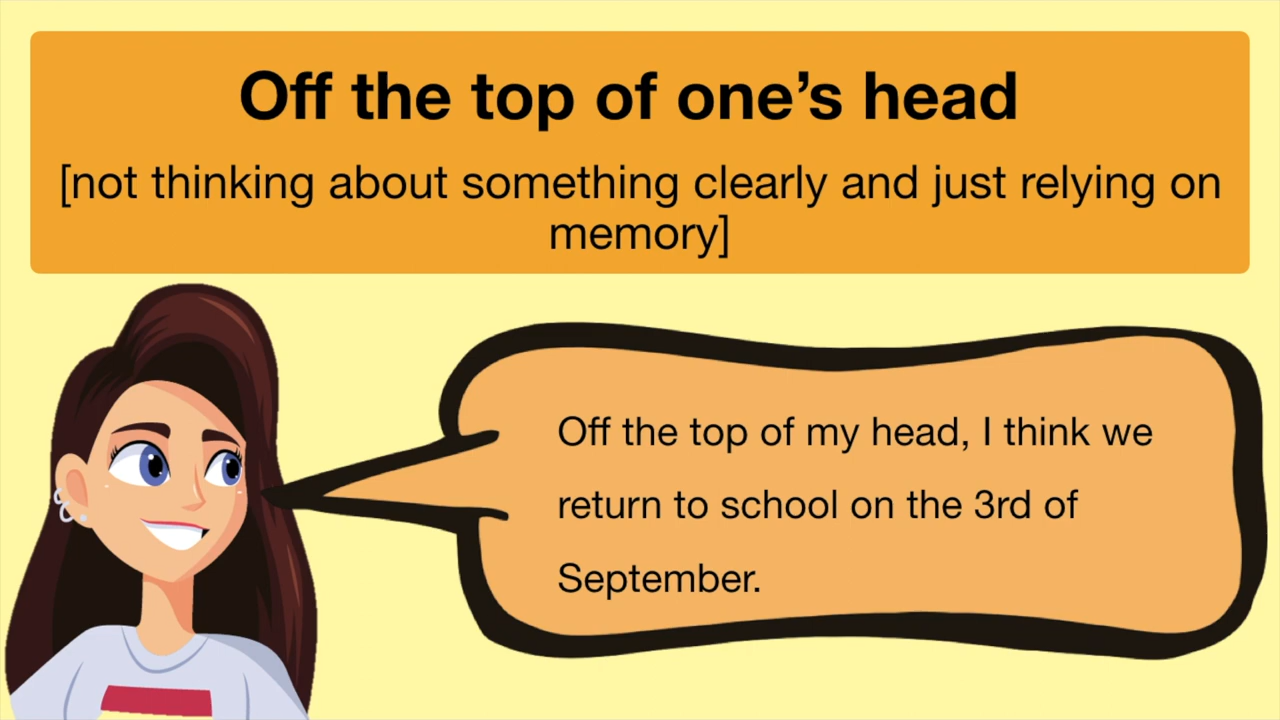 Off the top of one’s head
[not thinking about something clearly and just relying on
memory]
Off the top of my head, I think we
return to school on the 3rd of
September.